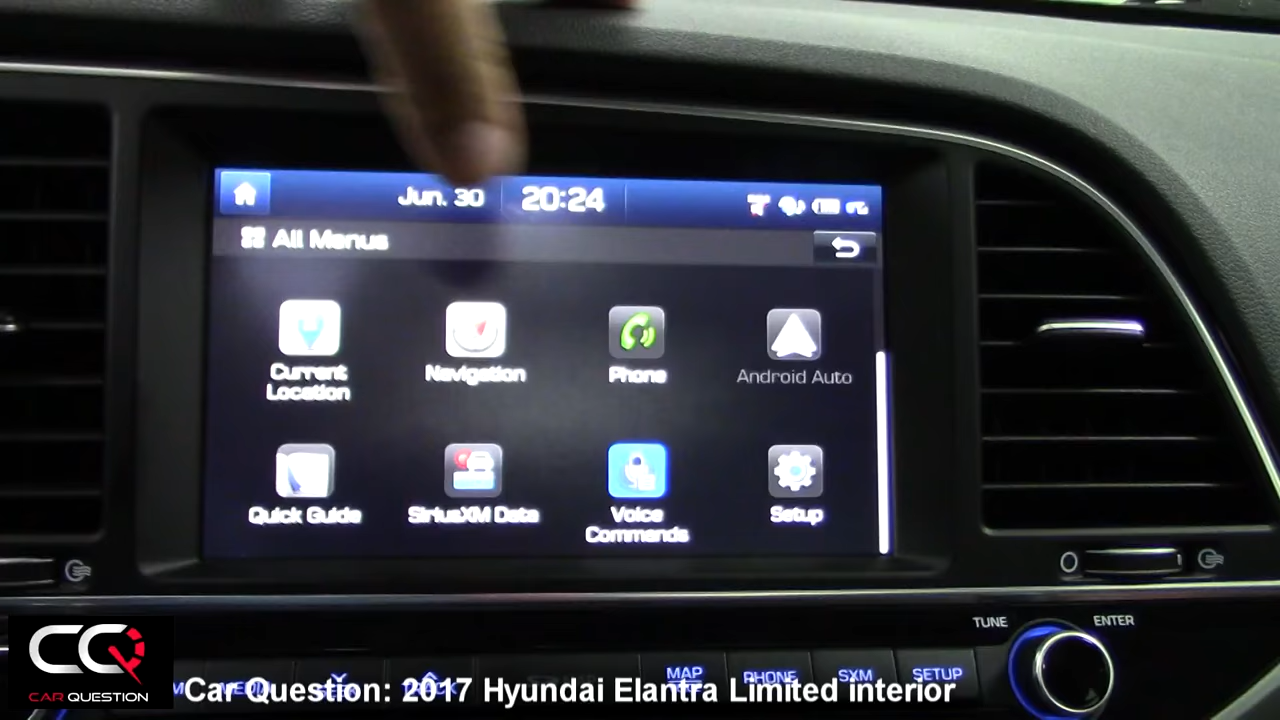 Jun. 30 20:24
All Menus
Current
Location
Navigation
Phone
Android Auto
Quick Guide
SiriusXM Data
Voice
Commands
Setup
TUNE
ENTER
MAP
PHONE
SXM
SETUP
CQ
CAR QUESTION
Car Question: 2017 Hyundai Elantra Limited interior